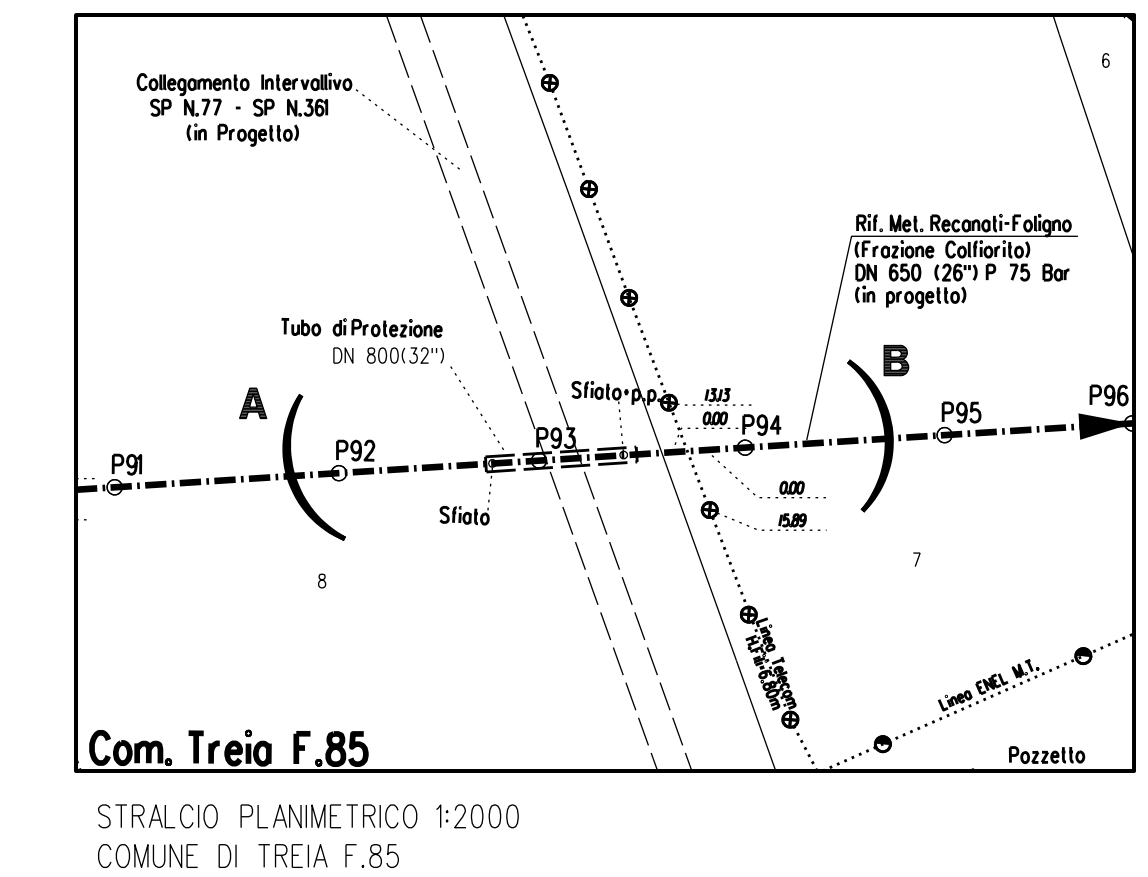 6
Collegamento Intervallivo
SP N.77 - SP N.361
(in Progetto)
Rif. Met. Recanati-Foligno
(Frazione Colfiorito)
DN 650 (26") P 75 Bar
(in progetto)
Tubo di Protezione
DN 800(32")
A
B
Sfiato+p.p.
13.13
0.00
P91
P92
P93
P94
P95
P96
0.00
15.89
Sfiato
8
7
Linea Telecom
H.Fili:6.80m
Linea ENEL M.T.
Com. Treia F.85
Pozzetto
STRALCIO PLANIMETRICO 1:2000
COMUNE DI TREIA F.85